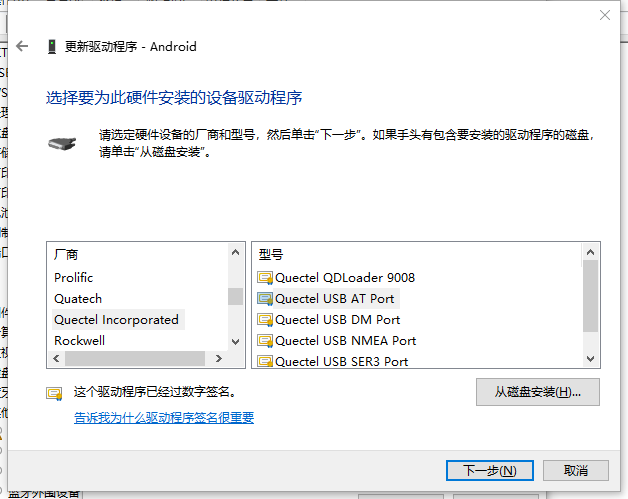 更新驱动程序 - Android
选择要为此硬件安装的设备驱动程序
请选定硬件设备的厂商和型号，然后单击“下一步”。如果手头有包含要安装的驱动程序的磁盘，
请单击“从磁盘安装”。
厂商
Prolific
Quatech
Quectel Incorporated
Rockwell
型号
Quectel QDLoader 9008
Quectel USB AT Port
Quectel USB DM Port
Quectel USB NMEA Port
Quectel USB SER3 Port
这个驱动程序已经过数字签名。
告诉我为什么驱动程序签名很重要
从磁盘安装(H)...
下一步(N)
取消
蓝牙外围设备